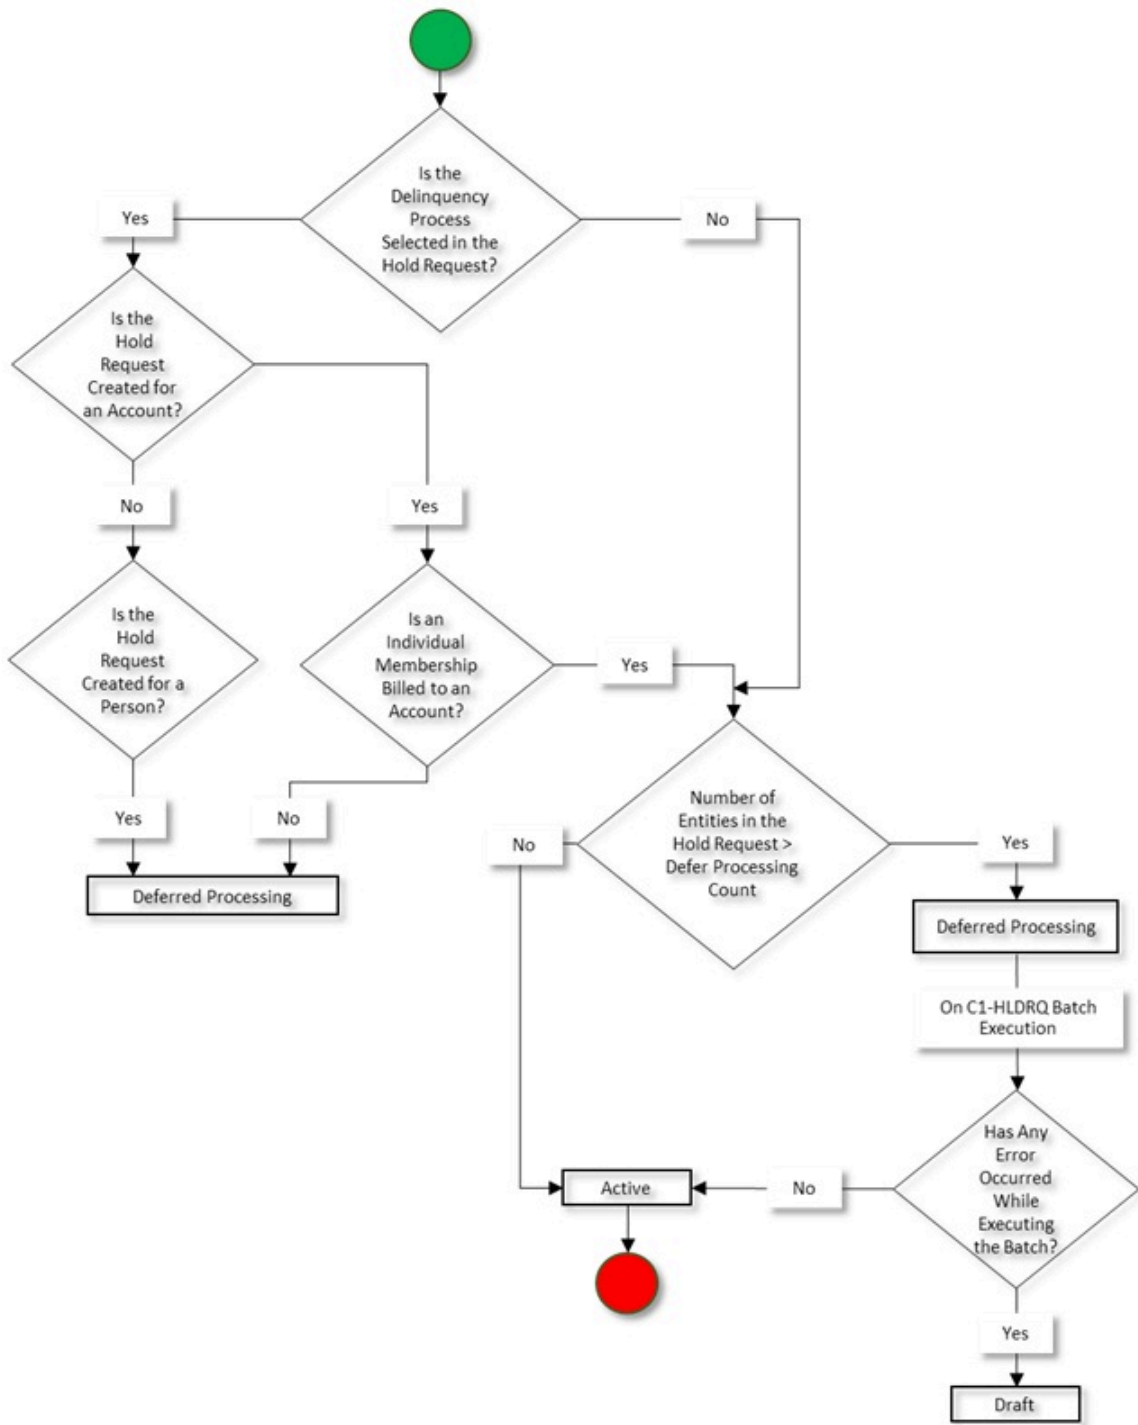 Is the
Delinquency
Process
Selected in the
Hold Request?
Yes
No
Is the
Hold
Request
Created for
an Account?
No
Yes
Is the
Hold
Request
Created for a
Person?
Is an
Individual
Membership
Billed to an
Account?
Yes
Yes
No
Deferred Processing
Number of
Entities in the
Hold Request >
Defer Processing
Count
No
Yes
Deferred Processing
On C1-HLDRQ Batch
Execution
Has Any
Error
Occurred
While
Executing
the Batch?
No
Active
Yes
Draft